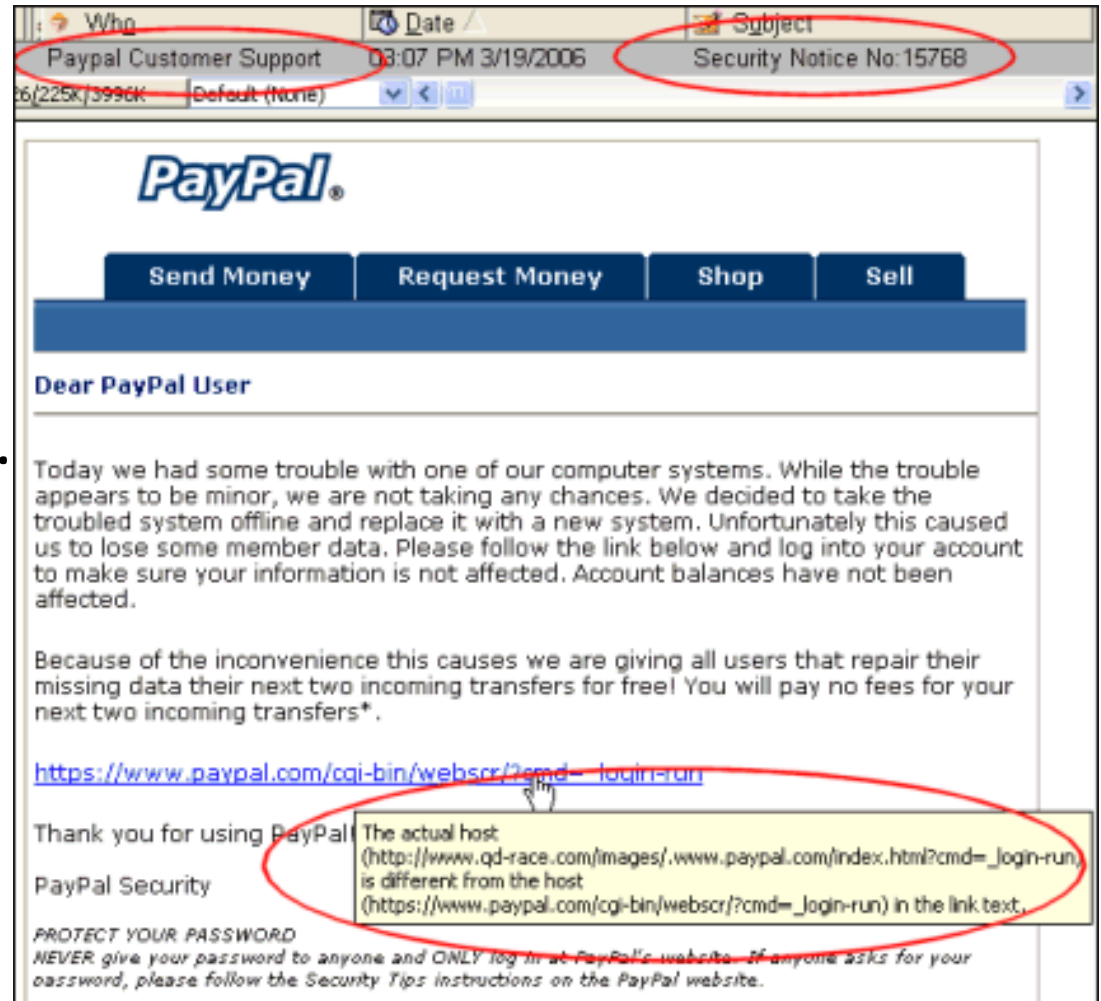 Who Date Subject
Paypal Customer Support 03:07 PM 3/19/2006 Security Notice No:15768
26/225K/3996K Default (None)
PayPal®
Send Money Request Money Shop Sell
Dear PayPal User
Today we had some trouble with one of our computer systems. While the trouble
appears to be minor, we are not taking any chances. We decided to take the
troubled system offline and replace it with a new system. Unfortunately this caused
us to lose some member data. Please follow the link below and log into your account
to make sure your information is not affected. Account balances have not been
affected.
Because of the inconvenience this causes we are giving all users that repair their
missing data their next two incoming transfers for free! You will pay no fees for your
next two incoming transfers*.
https://www.paypal.com/cgi-bin/webscr/?cmd=_login-run
Thank you for using PayPal!
The actual host
(http://www.qd-race.com/images/.www.paypal.com/index.html?cmd=_login-run)
is different from the host
(https://www.paypal.com/cgi-bin/webscr/?cmd=_login-run) in the link text.
PayPal Security
PROTECT YOUR PASSWORD
NEVER give your password to anyone and ONLY log in at PayPal's website. If anyone asks for your
password, please follow the Security Tips instructions on the PayPal website.